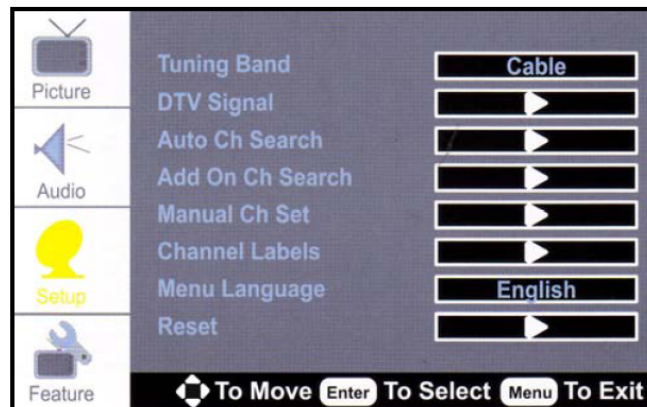 Picture
Audio
Setup
Feature
Tuning Band Cable
DTV Signal
Auto Ch Search
Add On Ch Search
Manual Ch Set
Channel Labels
Menu Language English
Reset
To Move Enter To Select Menu To Exit